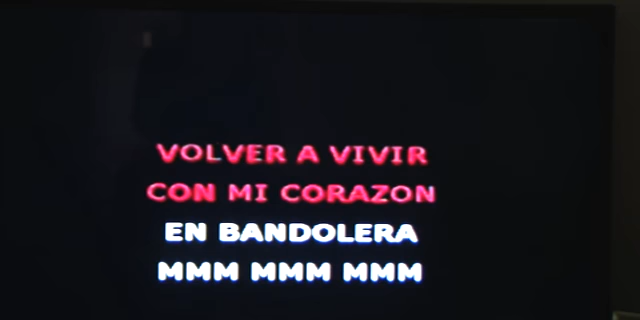 VOLVER A VIVIR
CON MI CORAZON
EN BANDOLERA
MMM MMM MMM